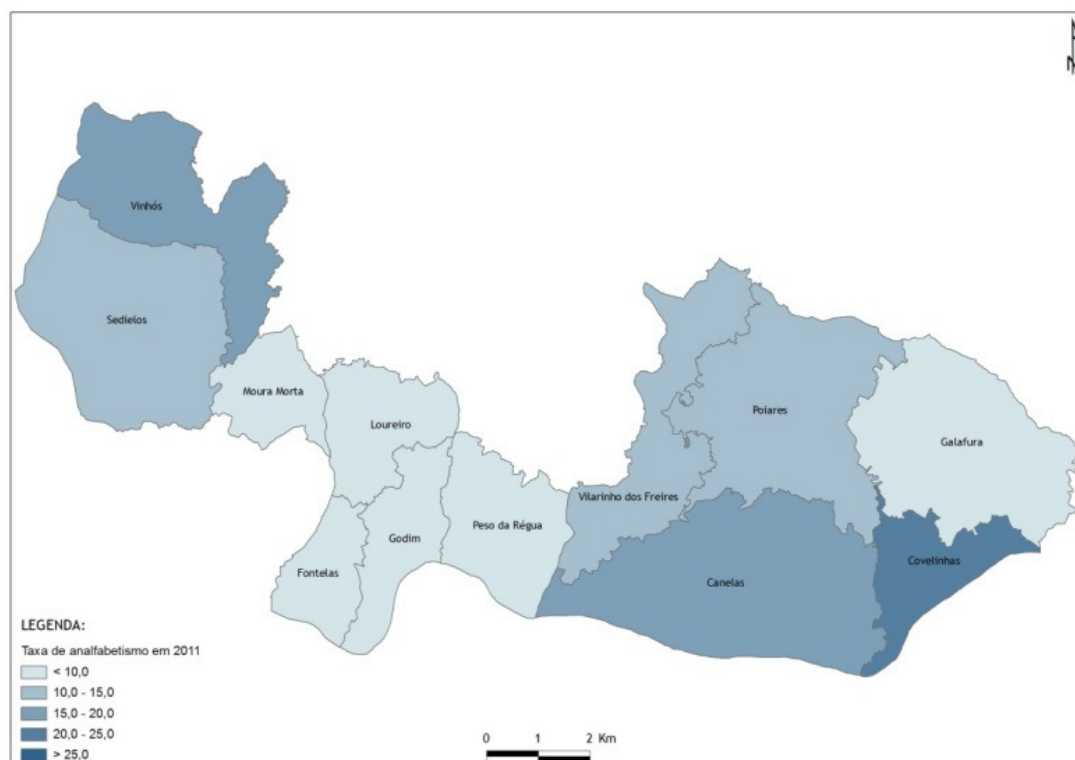 Vinhós
Sedielos
Moura Morta
Loureiro
Poiares
Galafura
Vilarinho dos Freires
Peso da Régua
Godim
Covelinhas
Fontelas
Canelas
LEGENDA:
Taxa de analfabetismo em 2011
< 10,0
10,0 - 15,0
15,0 - 20,0
20,0 - 25,0
> 25,0
0 1 2 Km